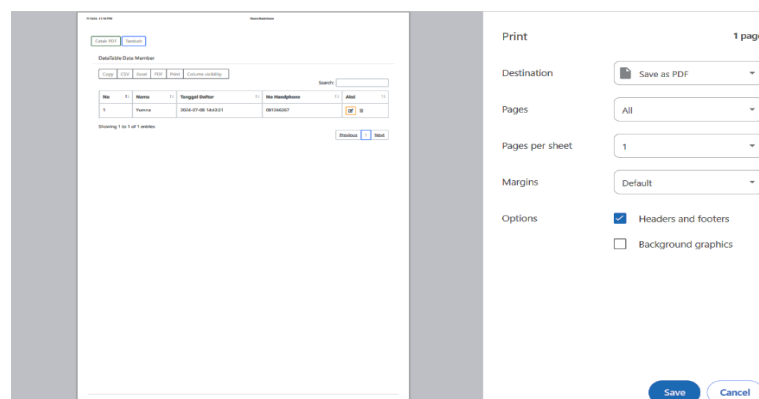 Cetak PDF Tambah
DataTable Data Member
Copy CSV Excel PDF Print Column visibility
Search:
No Nama Tanggal Daftar No Handphone Aksi
1 Yumna 2024-07-08 14:43:21
Showing 1 to 1 of 1 entries
Previous 1 Next
Print 1 page
Destination Save as PDF
Pages All
Pages per sheet 1
Margins Default
Options Headers and footers
Background graphics
Save Cancel